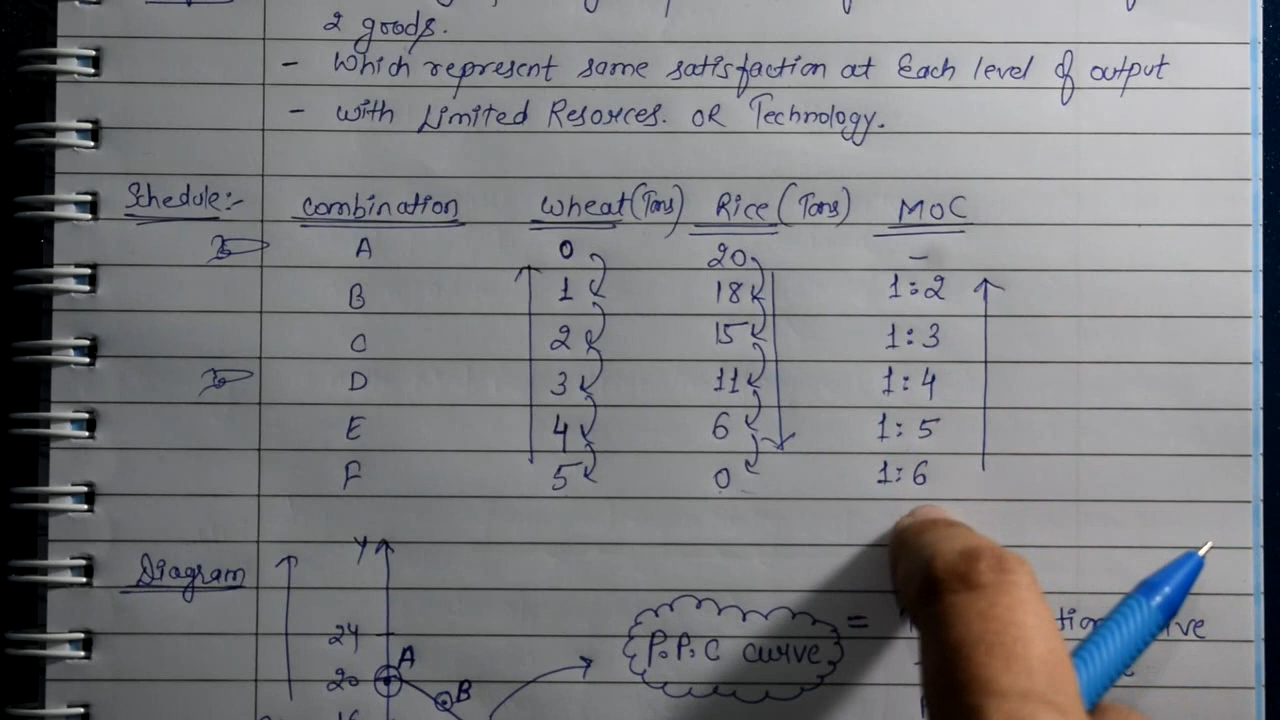 2 goods.
- Which represent same satisfaction at Each level of output
- with Limited Resorces. OR Technology.
Schedule:- Combination Wheat (Tons) Rice (Tons) MOC
A 0 20 -
B 1 18 1:2
C 2 15 1:3
D 3 11 1:4
E 4 6 1:5
F 5 0 1:6
Diagram
Y
24
20 A
B
P.P.C curve =